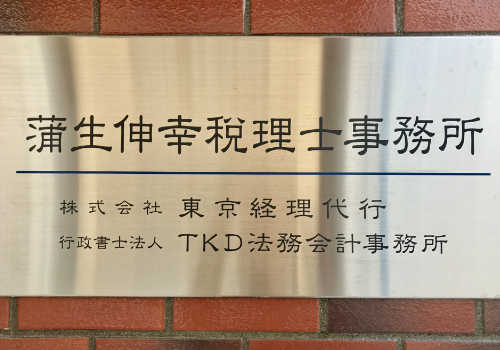 蒲生伸幸税理士事務所
株式会社 東京経理代行
行政書士法人 TKD法務会計事務所